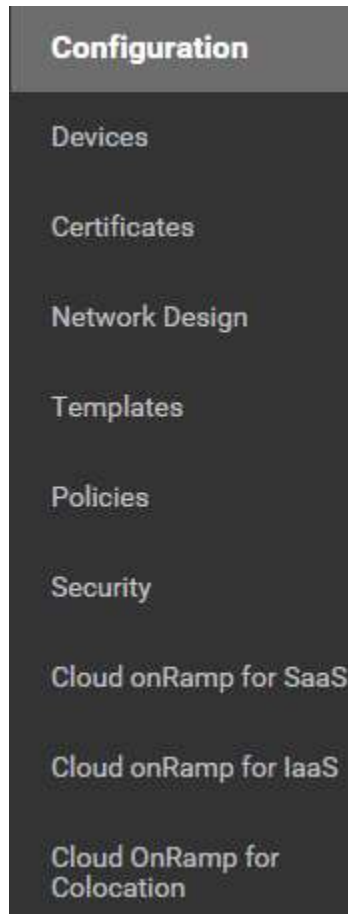 Configuration
Devices
Certificates
Network Design
Templates
Policies
Security
Cloud onRamp for SaaS
Cloud onRamp for IaaS
Cloud OnRamp for
Colocation